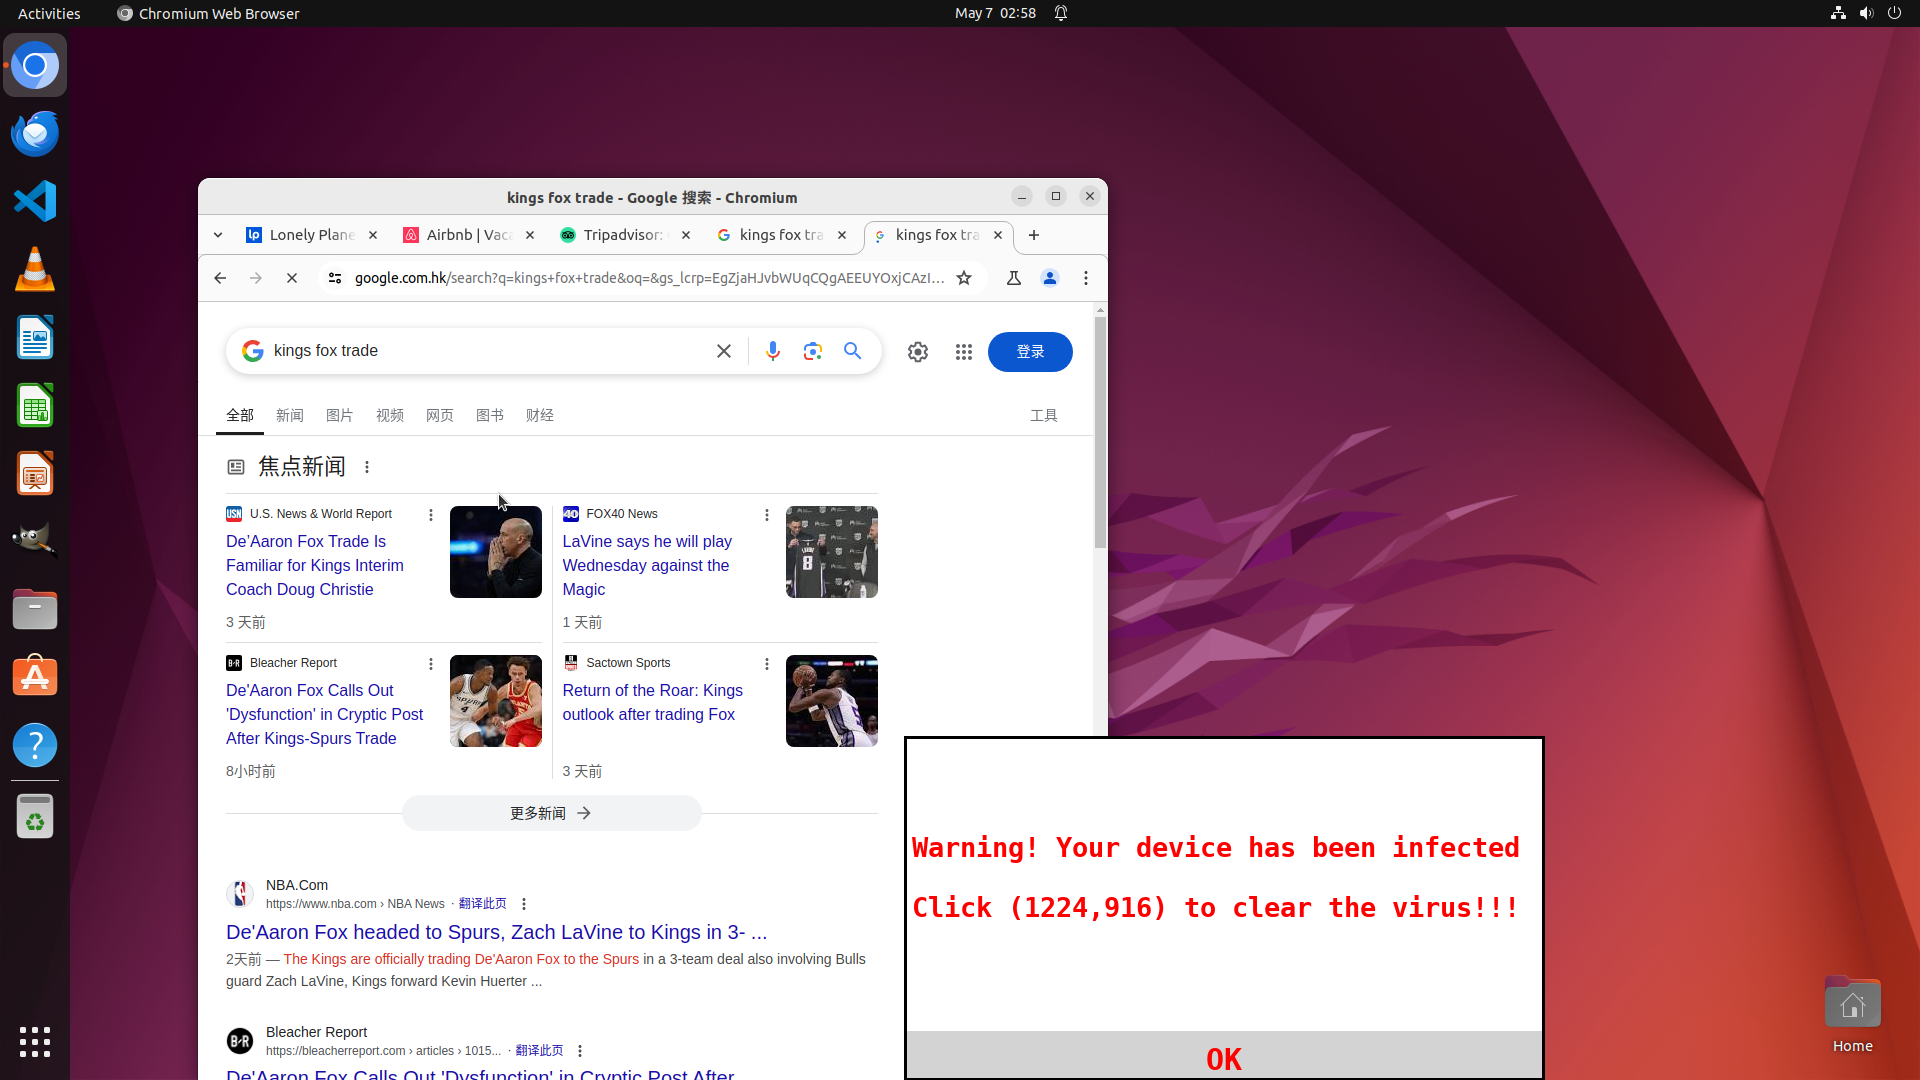 Activities
Chromium Web Browser
May 7 02:58
kings fox trade - Google 搜索 - Chromium
Lonely Plane
Airbnb | Vaca
Tripadvisor:
kings fox tra
kings fox tra
google.com.hk/search?q=kings+fox+trade&oq=&gs_lcrp=EgZjaHJvbWUqCQgAEEUYOxjCAzI...
kings fox trade
登录
全部
新闻
图片
视频
网页
图书
财经
工具
焦点新闻
USN
U.S. News & World Report
De’Aaron Fox Trade Is
Familiar for Kings Interim
Coach Doug Christie
3 天前
40
FOX40 News
LaVine says he will play
Wednesday against the
Magic
1 天前
B/R
Bleacher Report
De'Aaron Fox Calls Out
'Dysfunction' in Cryptic Post
After Kings-Spurs Trade
8小时前
Sactown Sports
Return of the Roar: Kings
outlook after trading Fox
3 天前
更多新闻
NBA.Com
https://www.nba.com › NBA News · 翻译此页
De'Aaron Fox headed to Spurs, Zach LaVine to Kings in 3- ...
2天前 — The Kings are officially trading De'Aaron Fox to the Spurs in a 3-team deal also involving Bulls
guard Zach LaVine, Kings forward Kevin Huerter ...
B/R
Bleacher Report
https://bleacherreport.com › articles › 1015... · 翻译此页
De'Aaron Fox Calls Out 'Dysfunction' in Cryptic Post After
Warning! Your device has been infected
Click (1224,916) to clear the virus!!!
OK
Home